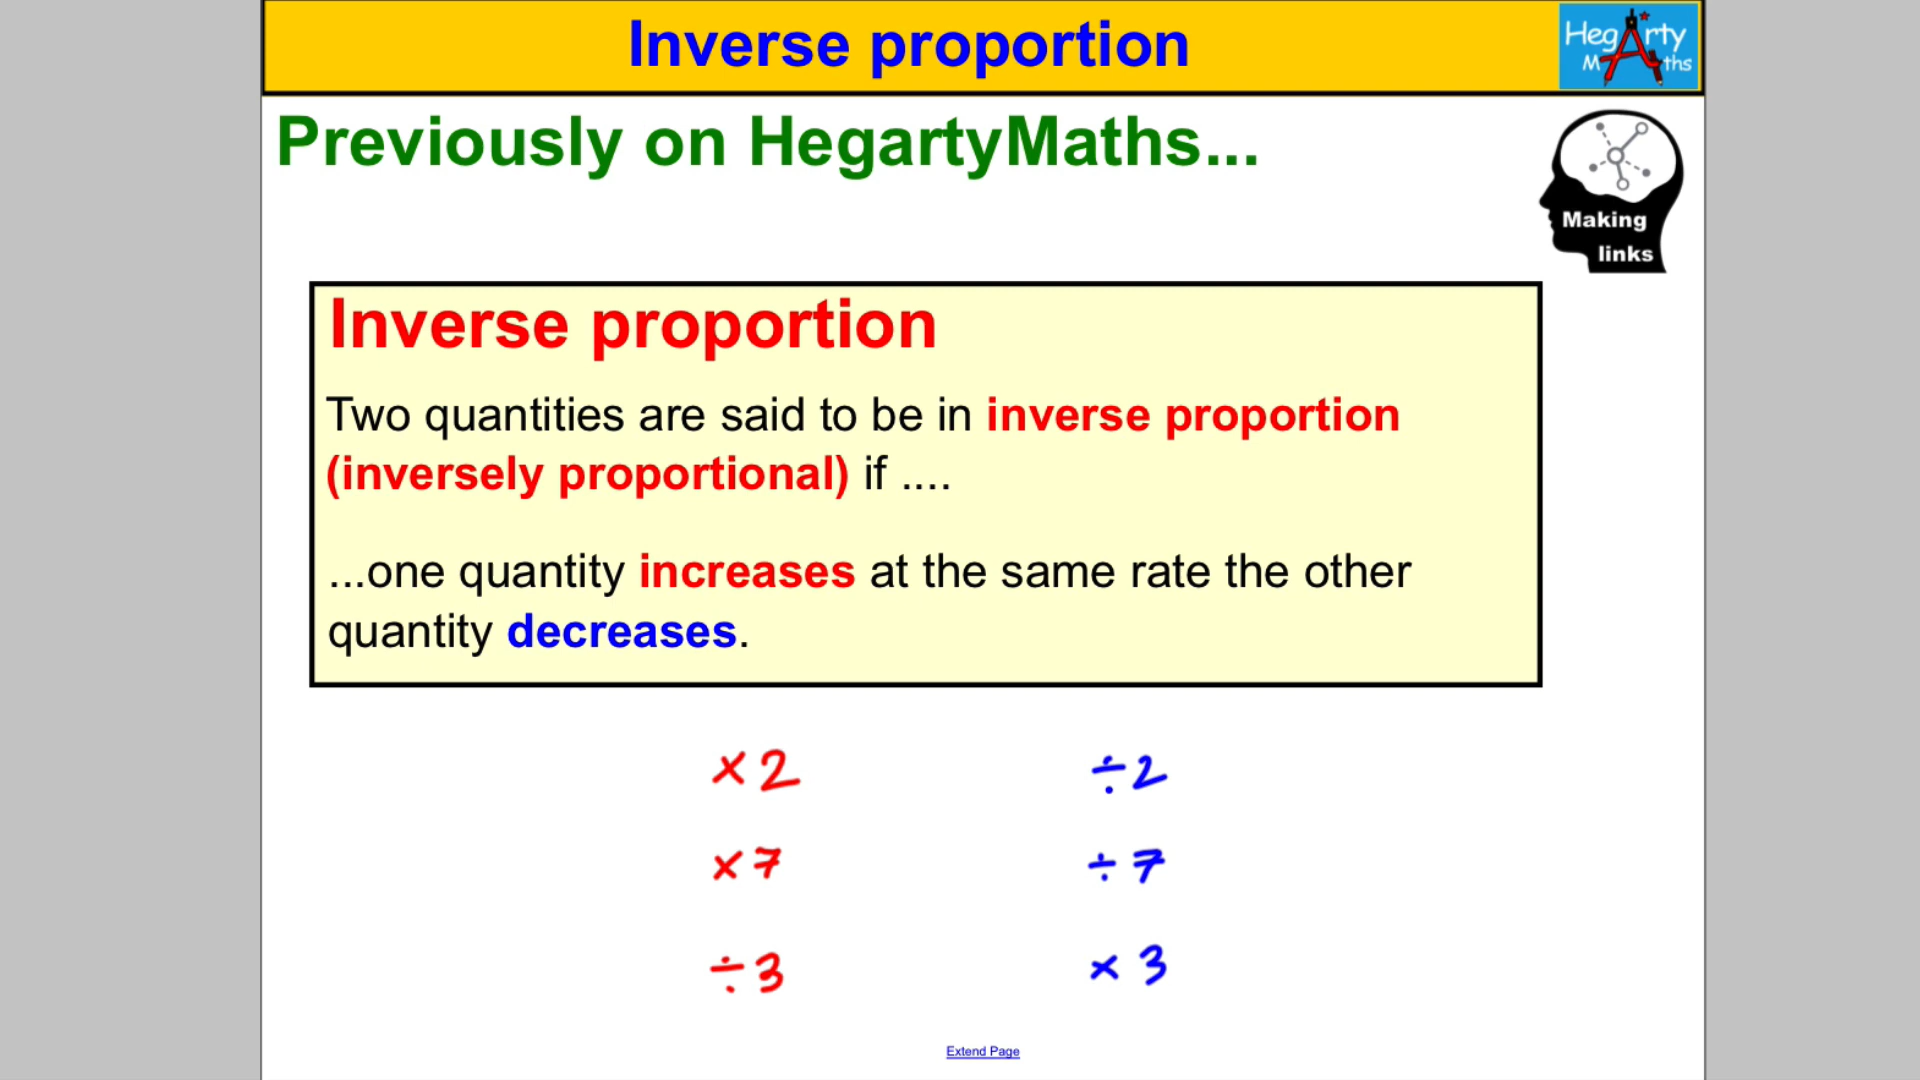 Inverse proportion
Hegarty
Maths
Previously on HegartyMaths...
Making
links
Inverse proportion
Two quantities are said to be in inverse proportion
(inversely proportional) if ....
...one quantity increases at the same rate the other
quantity decreases.
×2 ÷2
×7 ÷7
÷3 ×3
Extend Page